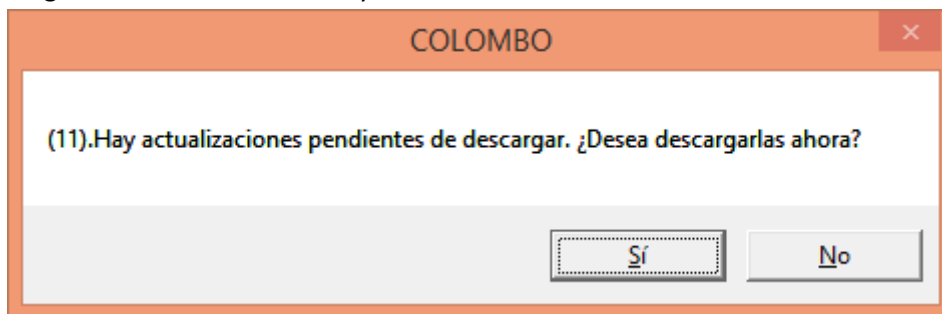 COLOMBO
(11).Hay actualizaciones pendientes de descargar. ¿Desea descargarlas ahora?
Sí
No